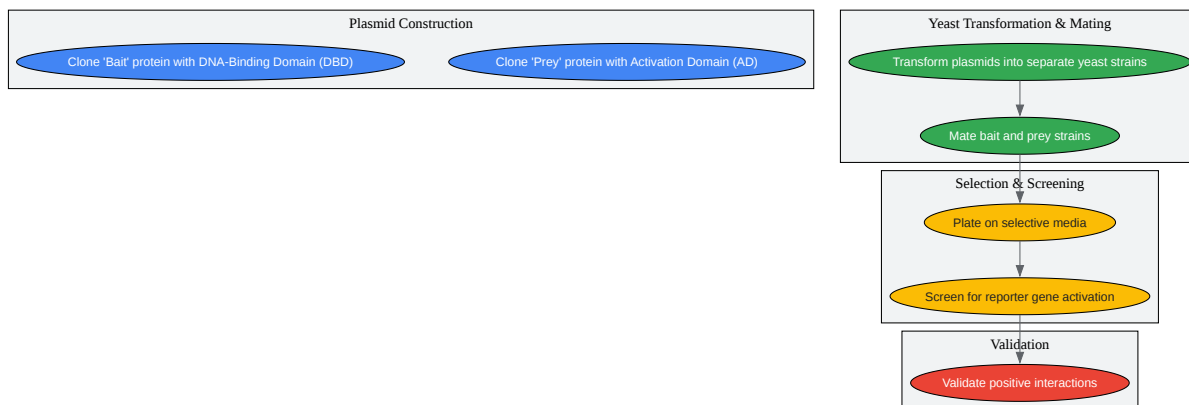 Plasmid Construction
Clone 'Bait' protein with DNA-Binding Domain (DBD)
Clone 'Prey' protein with Activation Domain (AD)
Yeast Transformation & Mating
Transform plasmids into separate yeast strains
Mate bait and prey strains
Selection & Screening
Plate on selective media
Screen for reporter gene activation
Validation
Validate positive interactions